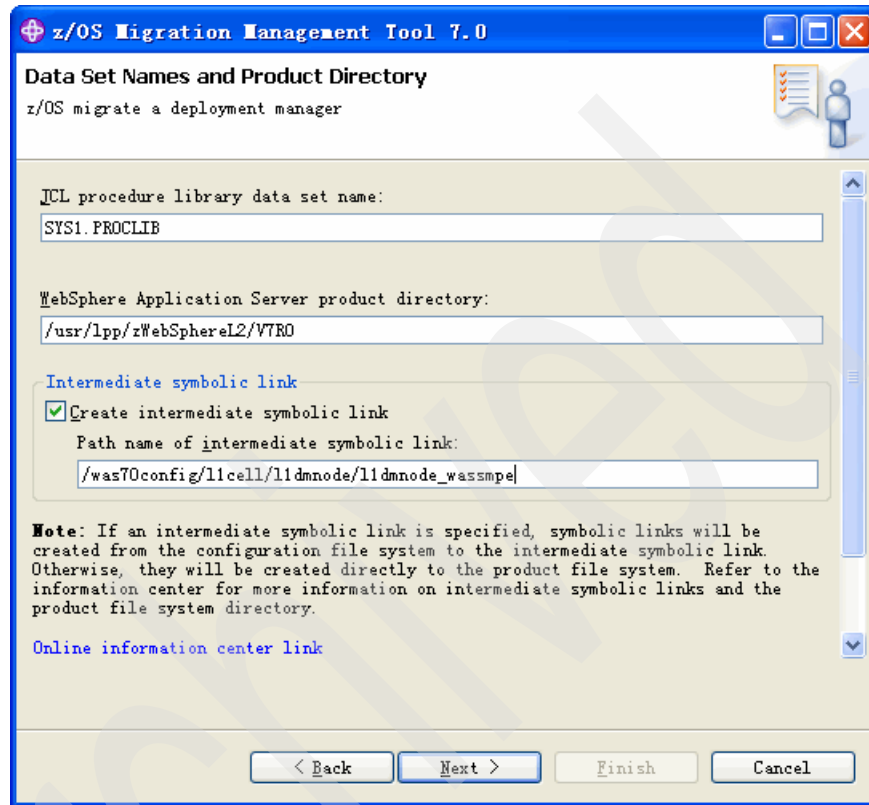 z/OS Migration Management Tool 7.0
Data Set Names and Product Directory
z/OS migrate a deployment manager
JCL procedure library data set name:
SYS1.PROCLIB
WebSphere Application Server product directory:
/usr/lpp/zWebSphereL2/V7R0
Intermediate symbolic link
Create intermediate symbolic link
Path name of intermediate symbolic link:
/was70config/l1cell/l1dmnode/l1dmnode_wassmpe
Note: If an intermediate symbolic link is specified, symbolic links will be
created from the configuration file system to the intermediate symbolic link.
Otherwise, they will be created directly to the product file system. Refer to the
information center for more information on intermediate symbolic links and the
product file system directory.
Online information center link
< Back
Next >
Finish
Cancel